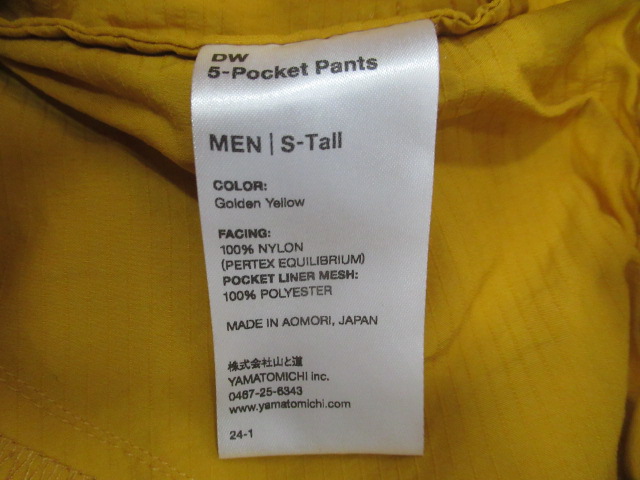 DW
5-Pocket Pants
MEN | S-Tall
COLOR:
Golden Yellow
FACING:
100% NYLON
(PERTEX EQUILIBRIUM)
POCKET LINER MESH:
100% POLYESTER
MADE IN AOMORI, JAPAN
株式会社山と道
YAMATOMICHI inc.
0467-25-6343
www.yamatomichi.com
24-1